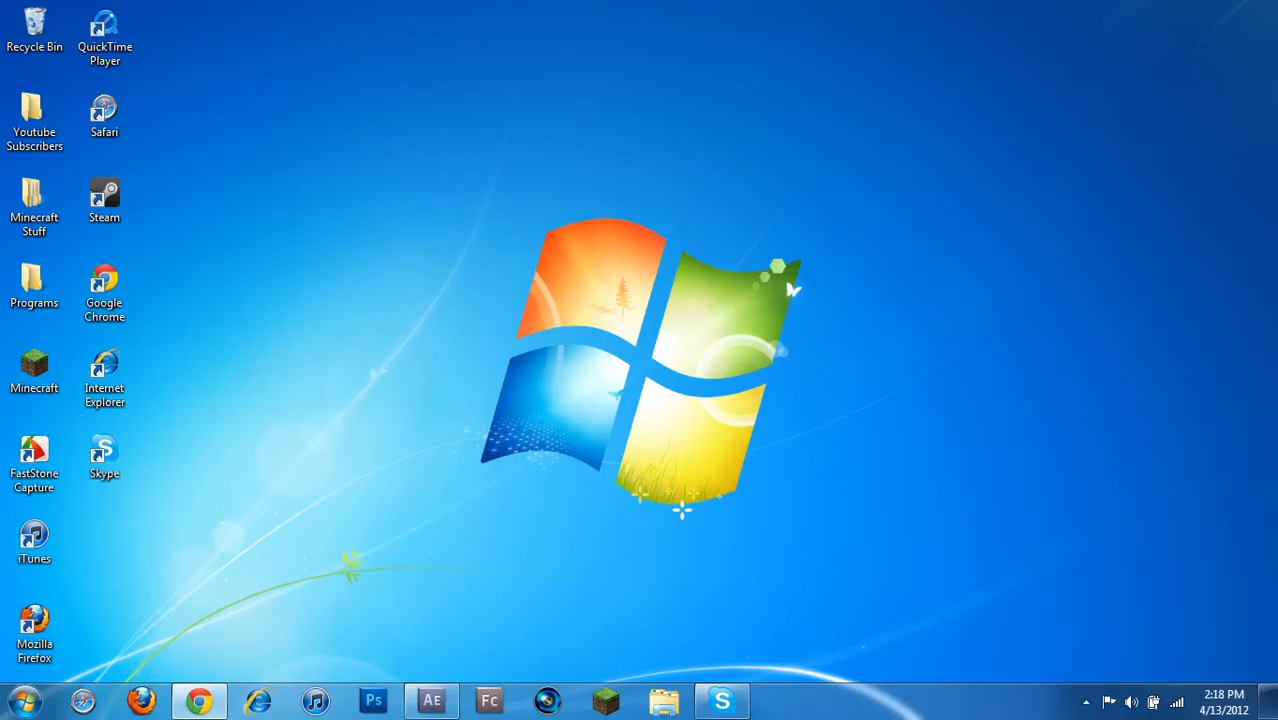 Recycle Bin
QuickTime
Player
Youtube
Subscribers
Safari
Minecraft
Stuff
Steam
Programs
Google
Chrome
Minecraft
Internet
Explorer
FastStone
Capture
Skype
iTunes
Mozilla
Firefox
Ps
AE
Fc
2:18 PM
4/13/2012